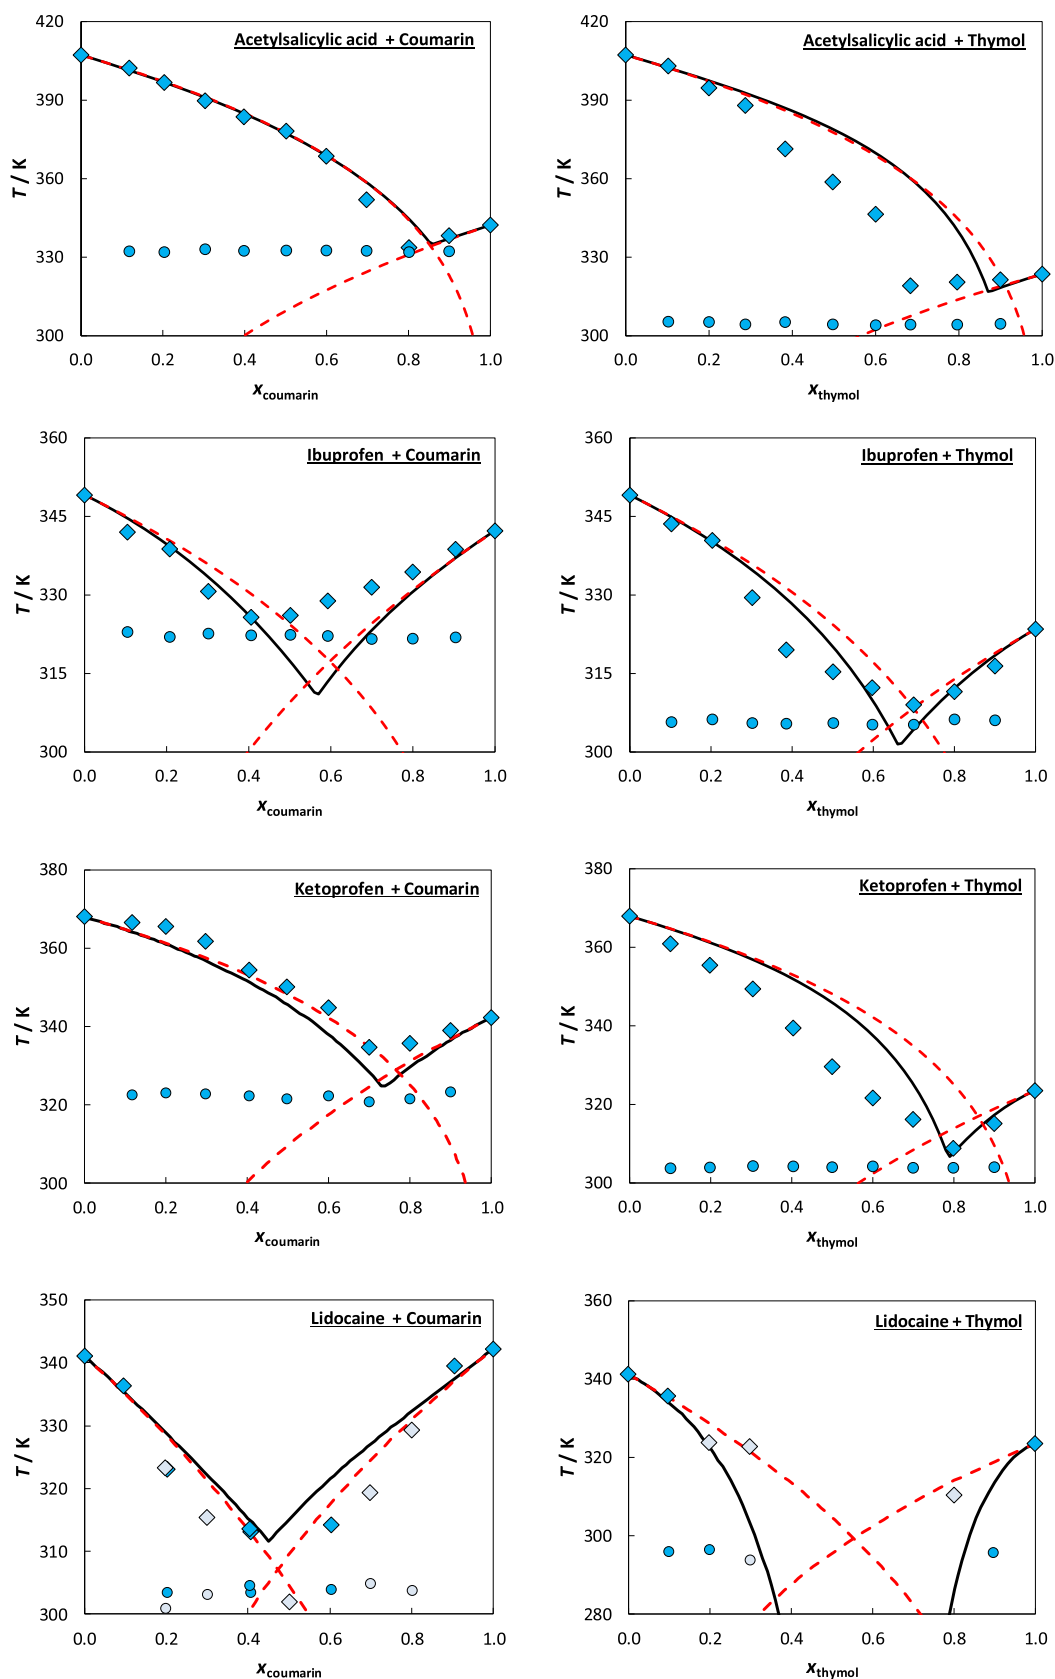 Acetylsalicylic acid + Coumarin
420
390
360
330
300
T / K
0.0 0.2 0.4 0.6 0.8 1.0
xcoumarin
Acetylsalicylic acid + Thymol
420
390
360
330
300
T / K
0.0 0.2 0.4 0.6 0.8 1.0
xthymol
Ibuprofen + Coumarin
360
345
330
315
300
T / K
0.0 0.2 0.4 0.6 0.8 1.0
xcoumarin
Ibuprofen + Thymol
360
345
330
315
300
T / K
0.0 0.2 0.4 0.6 0.8 1.0
xthymol
Ketoprofen + Coumarin
380
360
340
320
300
T / K
0.0 0.2 0.4 0.6 0.8 1.0
xcoumarin
Ketoprofen + Thymol
380
360
340
320
300
T / K
0.0 0.2 0.4 0.6 0.8 1.0
xthymol
Lidocaine + Coumarin
350
340
330
320
310
300
T / K
0.0 0.2 0.4 0.6 0.8 1.0
xcoumarin
Lidocaine + Thymol
360
340
320
300
280
T / K
0.0 0.2 0.4 0.6 0.8 1.0
xthymol